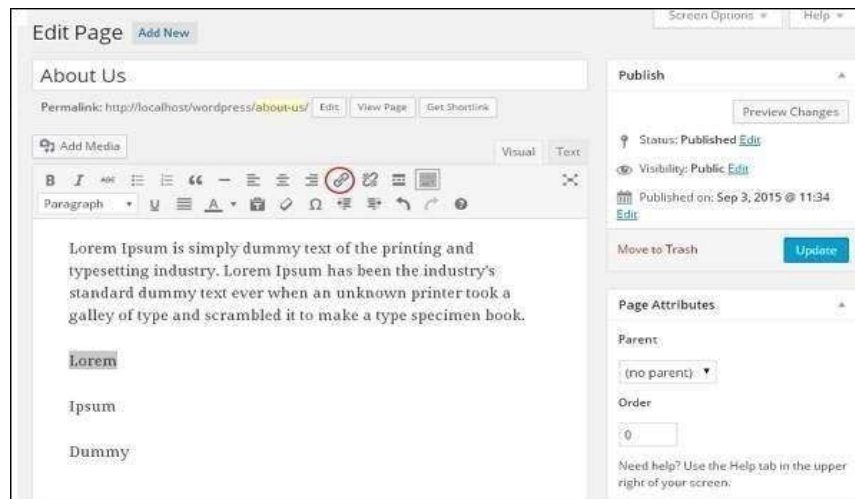 Screen Options
Help
Edit Page Add New
About Us
Permalink: http://localhost/wordpress/about-us/ Edit View Page Get Shortlink
Add Media
Visual Text
B I ABC
Paragraph U A Ω
Lorem Ipsum is simply dummy text of the printing and
typesetting industry. Lorem Ipsum has been the industry's
standard dummy text ever when an unknown printer took a
galley of type and scrambled it to make a type specimen book.
Lorem
Ipsum
Dummy
Publish
Preview Changes
Status: Published Edit
Visibility: Public Edit
Published on: Sep 3, 2015 @ 11:34
Edit
Move to Trash Update
Page Attributes
Parent
(no parent)
Order
0
Need help? Use the Help tab in the upper
right of your screen.